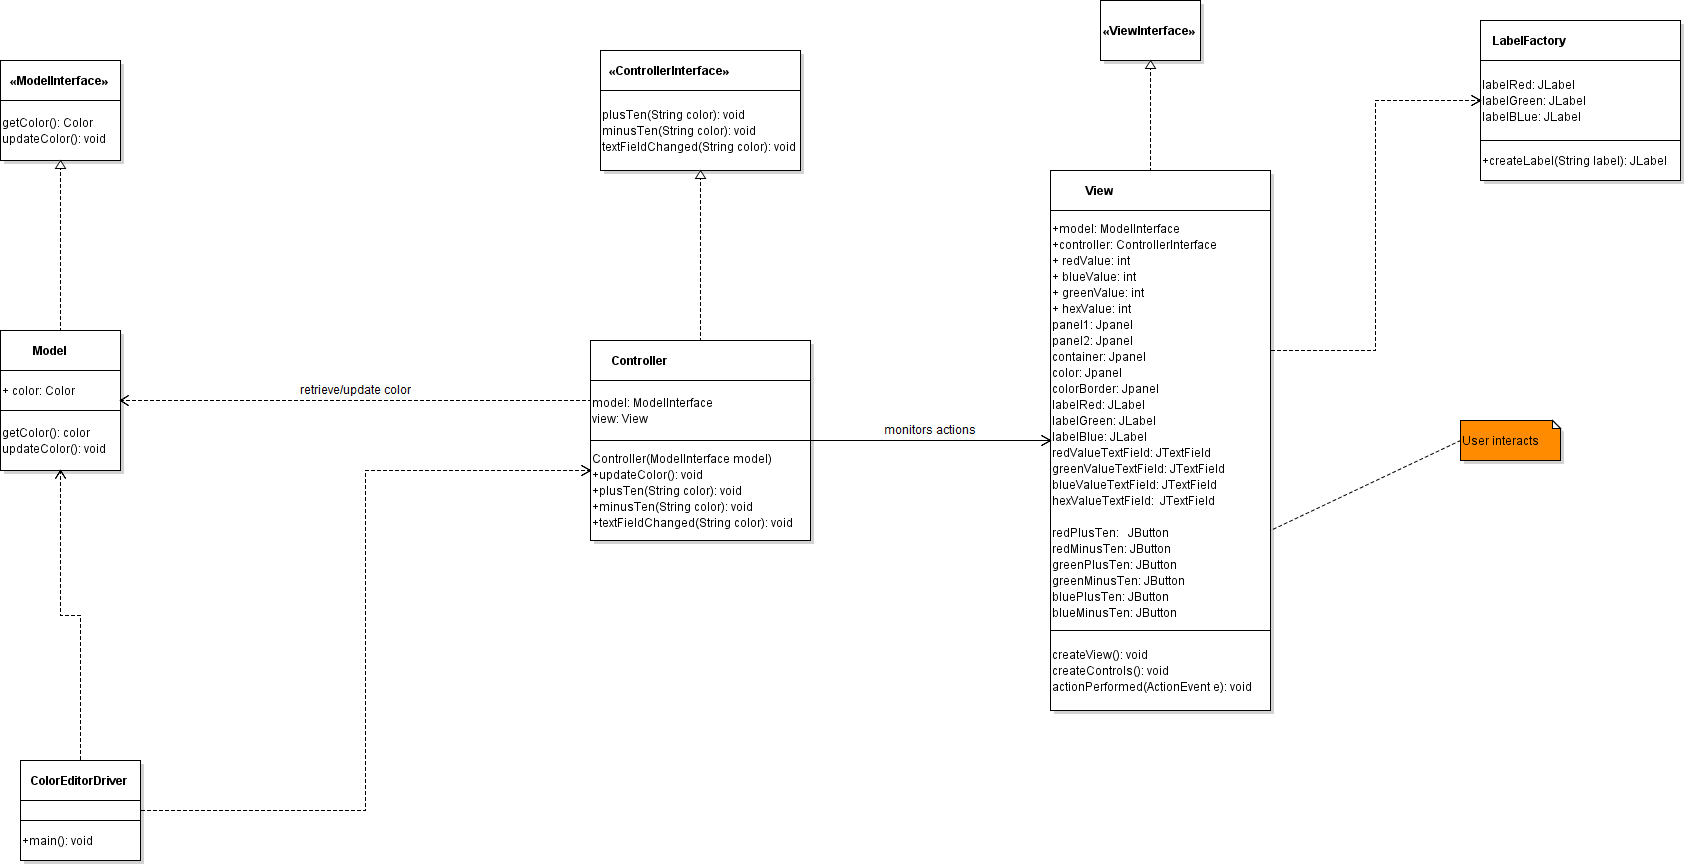 «ModelInterface»
getColor(): Color
updateColor(): void
«ControllerInterface»
plusTen(String color): void
minusTen(String color): void
textFieldChanged(String color): void
«ViewInterface»
LabelFactory
labelRed: JLabel
labelGreen: JLabel
labelBLue: JLabel
+createLabel(String label): JLabel
Model
+ color: Color
getColor(): color
updateColor(): void
retrieve/update color
Controller
model: ModelInterface
view: View
Controller(ModelInterface model)
+updateColor(): void
+plusTen(String color): void
+minusTen(String color): void
+textFieldChanged(String color): void
monitors actions
View
+model: ModelInterface
+controller: ControllerInterface
+ redValue: int
+ blueValue: int
+ greenValue: int
+ hexValue: int
panel1: Jpanel
panel2: Jpanel
container: Jpanel
color: Jpanel
colorBorder: Jpanel
labelRed: JLabel
labelGreen: JLabel
labelBlue: JLabel
redValueTextField: JTextField
greenValueTextField: JTextField
blueValueTextField: JTextField
hexValueTextField: JTextField
redPlusTen: JButton
redMinusTen: JButton
greenPlusTen: JButton
greenMinusTen: JButton
bluePlusTen: JButton
blueMinusTen: JButton
createView(): void
createControls(): void
actionPerformed(ActionEvent e): void
User interacts
ColorEditorDriver
+main(): void